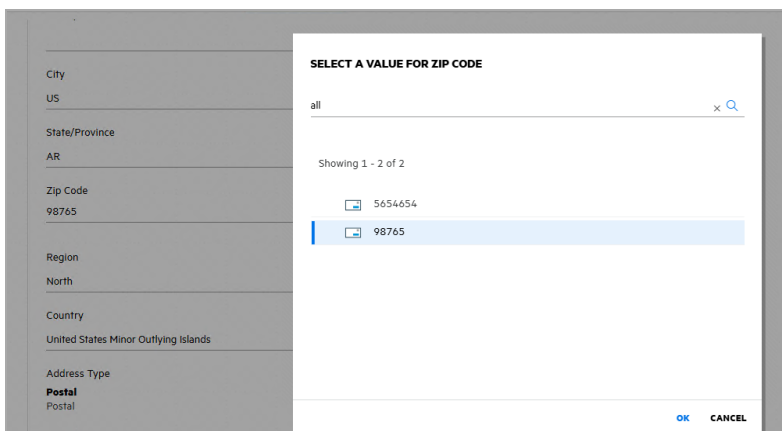 City
US
State/Province
AR
Zip Code
98765
Region
North
Country
United States Minor Outlying Islands
Address Type
Postal
Postal
SELECT A VALUE FOR ZIP CODE
all
Showing 1 - 2 of 2
5654654
98765
OK CANCEL